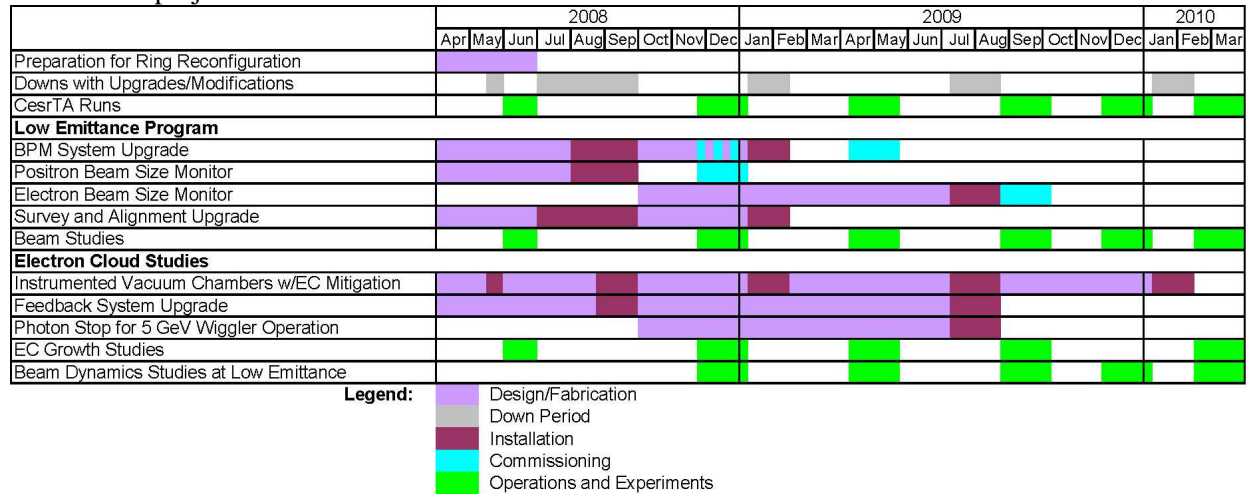 2008 2009 2010
Apr May Jun Jul Aug Sep Oct Nov Dec Jan Feb Mar Apr May Jun Jul Aug Sep Oct Nov Dec Jan Feb Mar
Preparation for Ring Reconfiguration
Downs with Upgrades/Modifications
CesrTA Runs
Low Emittance Program
BPM System Upgrade
Positron Beam Size Monitor
Electron Beam Size Monitor
Survey and Alignment Upgrade
Beam Studies
Electron Cloud Studies
Instrumented Vacuum Chambers w/EC Mitigation
Feedback System Upgrade
Photon Stop for 5 GeV Wiggler Operation
EC Growth Studies
Beam Dynamics Studies at Low Emittance
Legend: Design/Fabrication
Down Period
Installation
Commissioning
Operations and Experiments